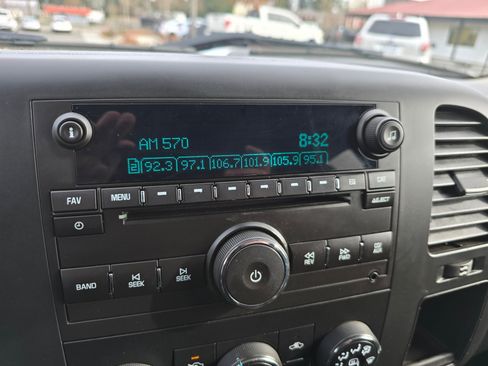 AM 570 8:32
92.3 97.1 106.7 101.9 105.9 95.1
FAV MENU CAT
EJECT
REV FWD
BAND SEEK SEEK